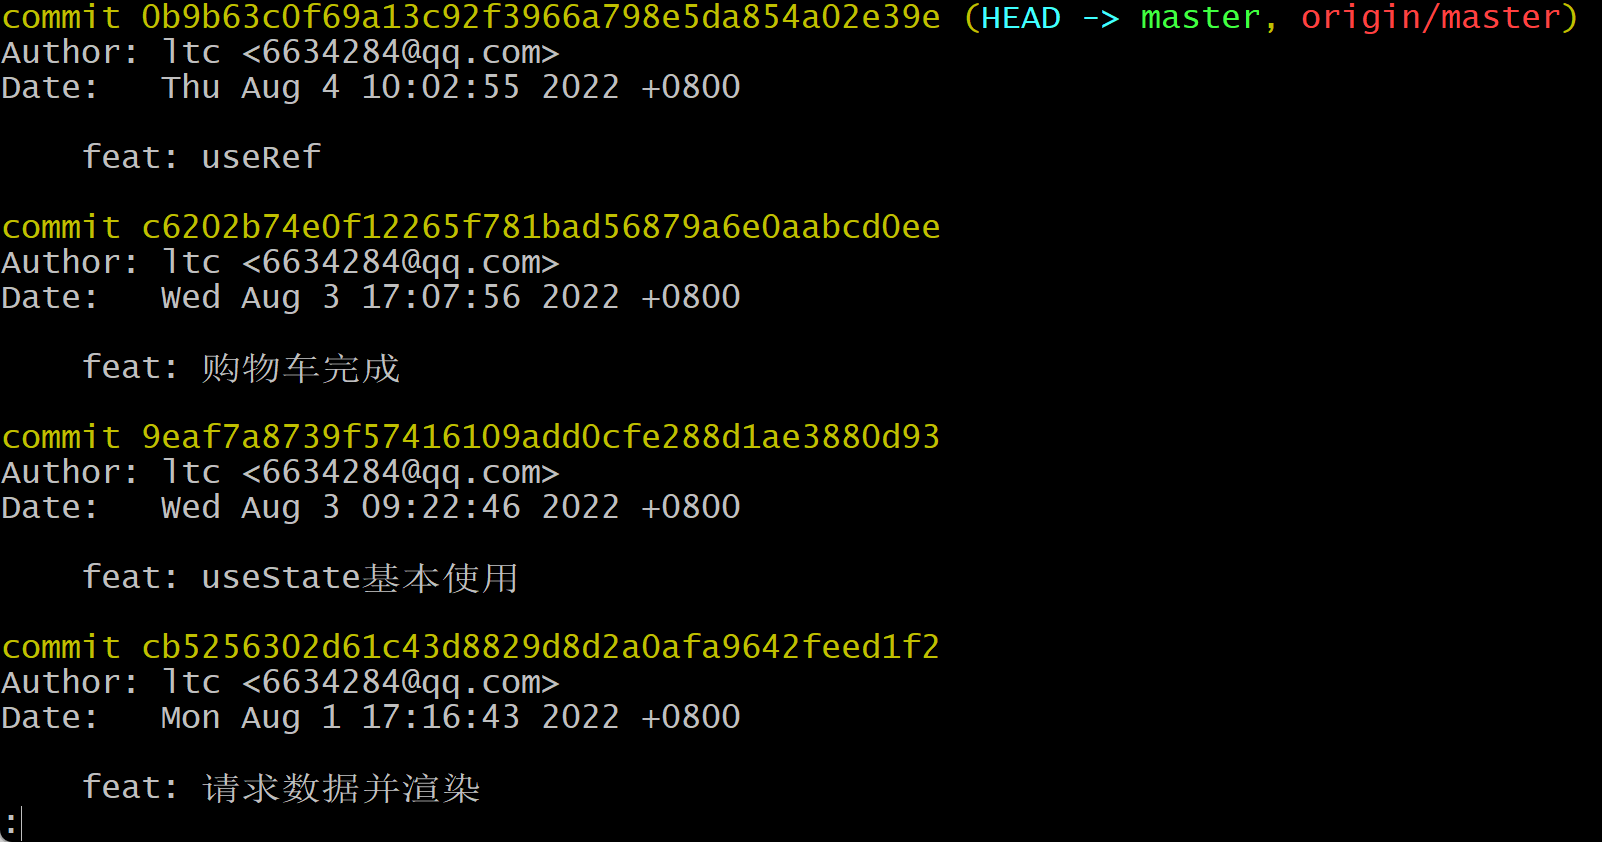 commit 0b9b63c0f69a13c92f3966a798e5da854a02e39e (HEAD -> master, origin/master)
Author: ltc <6634284@qq.com>
Date:   Thu Aug 4 10:02:55 2022 +0800
feat: useRef
commit c6202b74e0f12265f781bad56879a6e0aabcd0ee
Author: ltc <6634284@qq.com>
Date:   Wed Aug 3 17:07:56 2022 +0800
feat: 购物车完成
commit 9eaf7a8739f57416109add0cfe288d1ae3880d93
Author: ltc <6634284@qq.com>
Date:   Wed Aug 3 09:22:46 2022 +0800
feat: useState基本使用
commit cb5256302d61c43d8829d8d2a0afa9642feed1f2
Author: ltc <6634284@qq.com>
Date:   Mon Aug 1 17:16:43 2022 +0800
feat: 请求数据并渲染
: